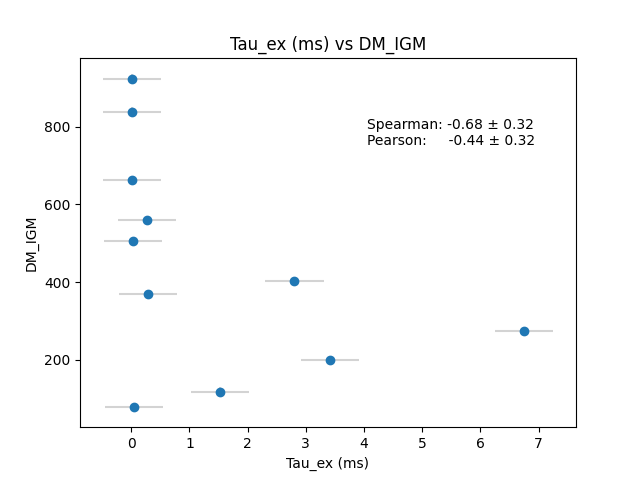 Tau_ex (ms) vs DM_IGM
Spearman: -0.68 ± 0.32
Pearson: -0.44 ± 0.32
DM_IGM
800
600
400
200
0 1 2 3 4 5 6 7
Tau_ex (ms)